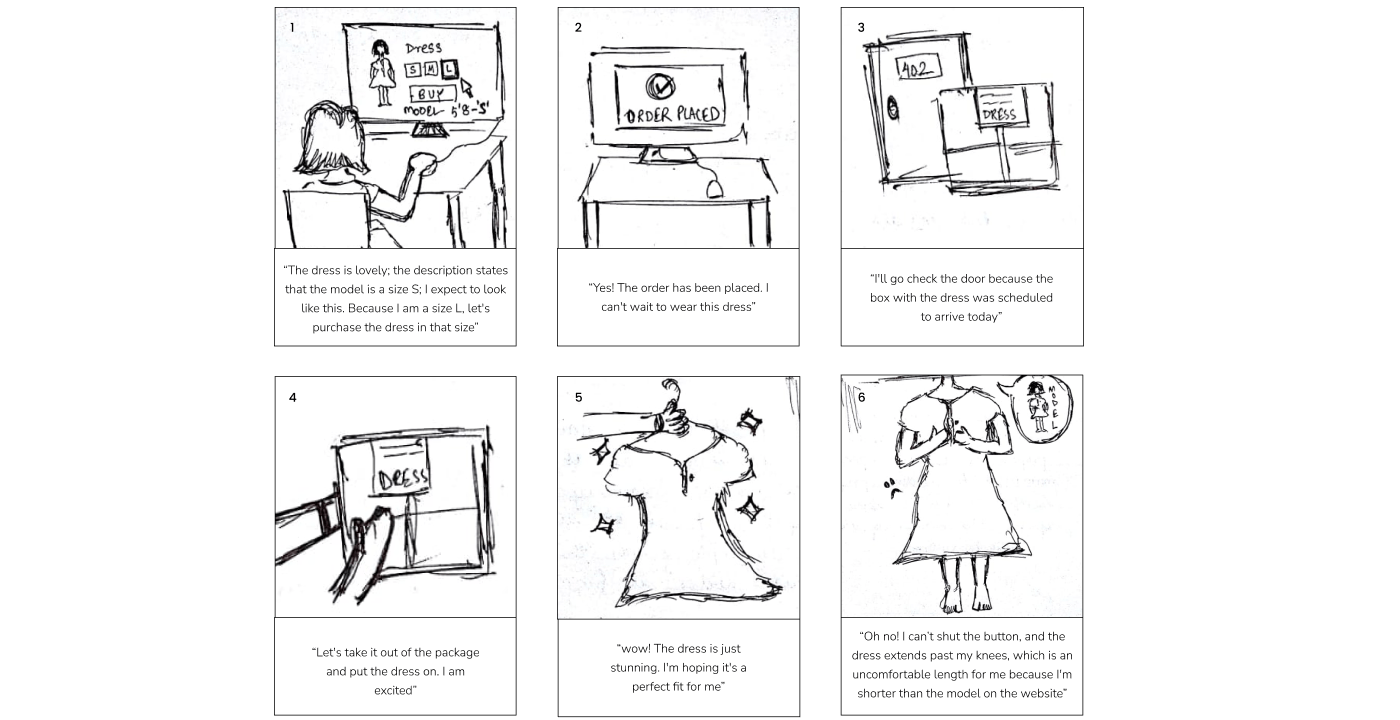 1
Dress
S M L
BUY
MODEL 5'8-'S'
“The dress is lovely; the description states
that the model is a size S; I expect to look
like this. Because I am a size L, let's
purchase the dress in that size”
2
ORDER PLACED
“Yes! The order has been placed. I
can't wait to wear this dress”
3
402
DRESS
“I'll go check the door because the
box with the dress was scheduled
to arrive today”
4
DRESS
“Let's take it out of the package
and put the dress on. I am
excited”
5
“wow! The dress is just
stunning. I'm hoping it's a
perfect fit for me”
6
MODEL
“Oh no! I can’t shut the button, and the
dress extends past my knees, which is an
uncomfortable length for me because I'm
shorter than the model on the website”